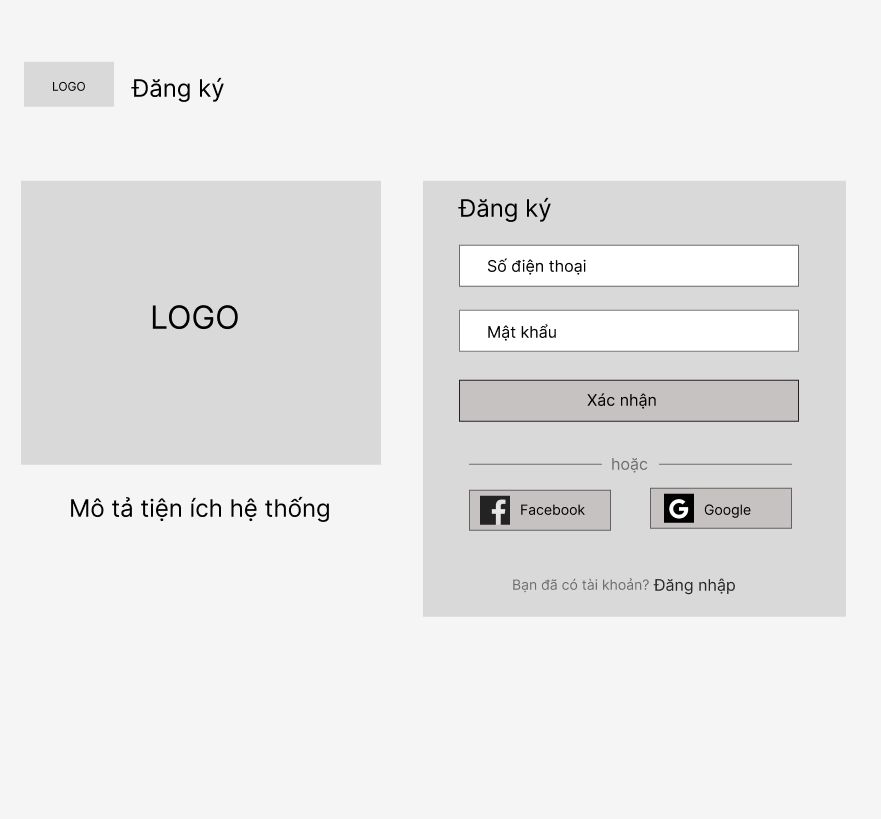 LOGO
Đăng ký
LOGO
Mô tả tiện ích hệ thống
Đăng ký
Số điện thoại
Mật khẩu
Xác nhận
hoặc
Facebook
Google
Bạn đã có tài khoản? Đăng nhập